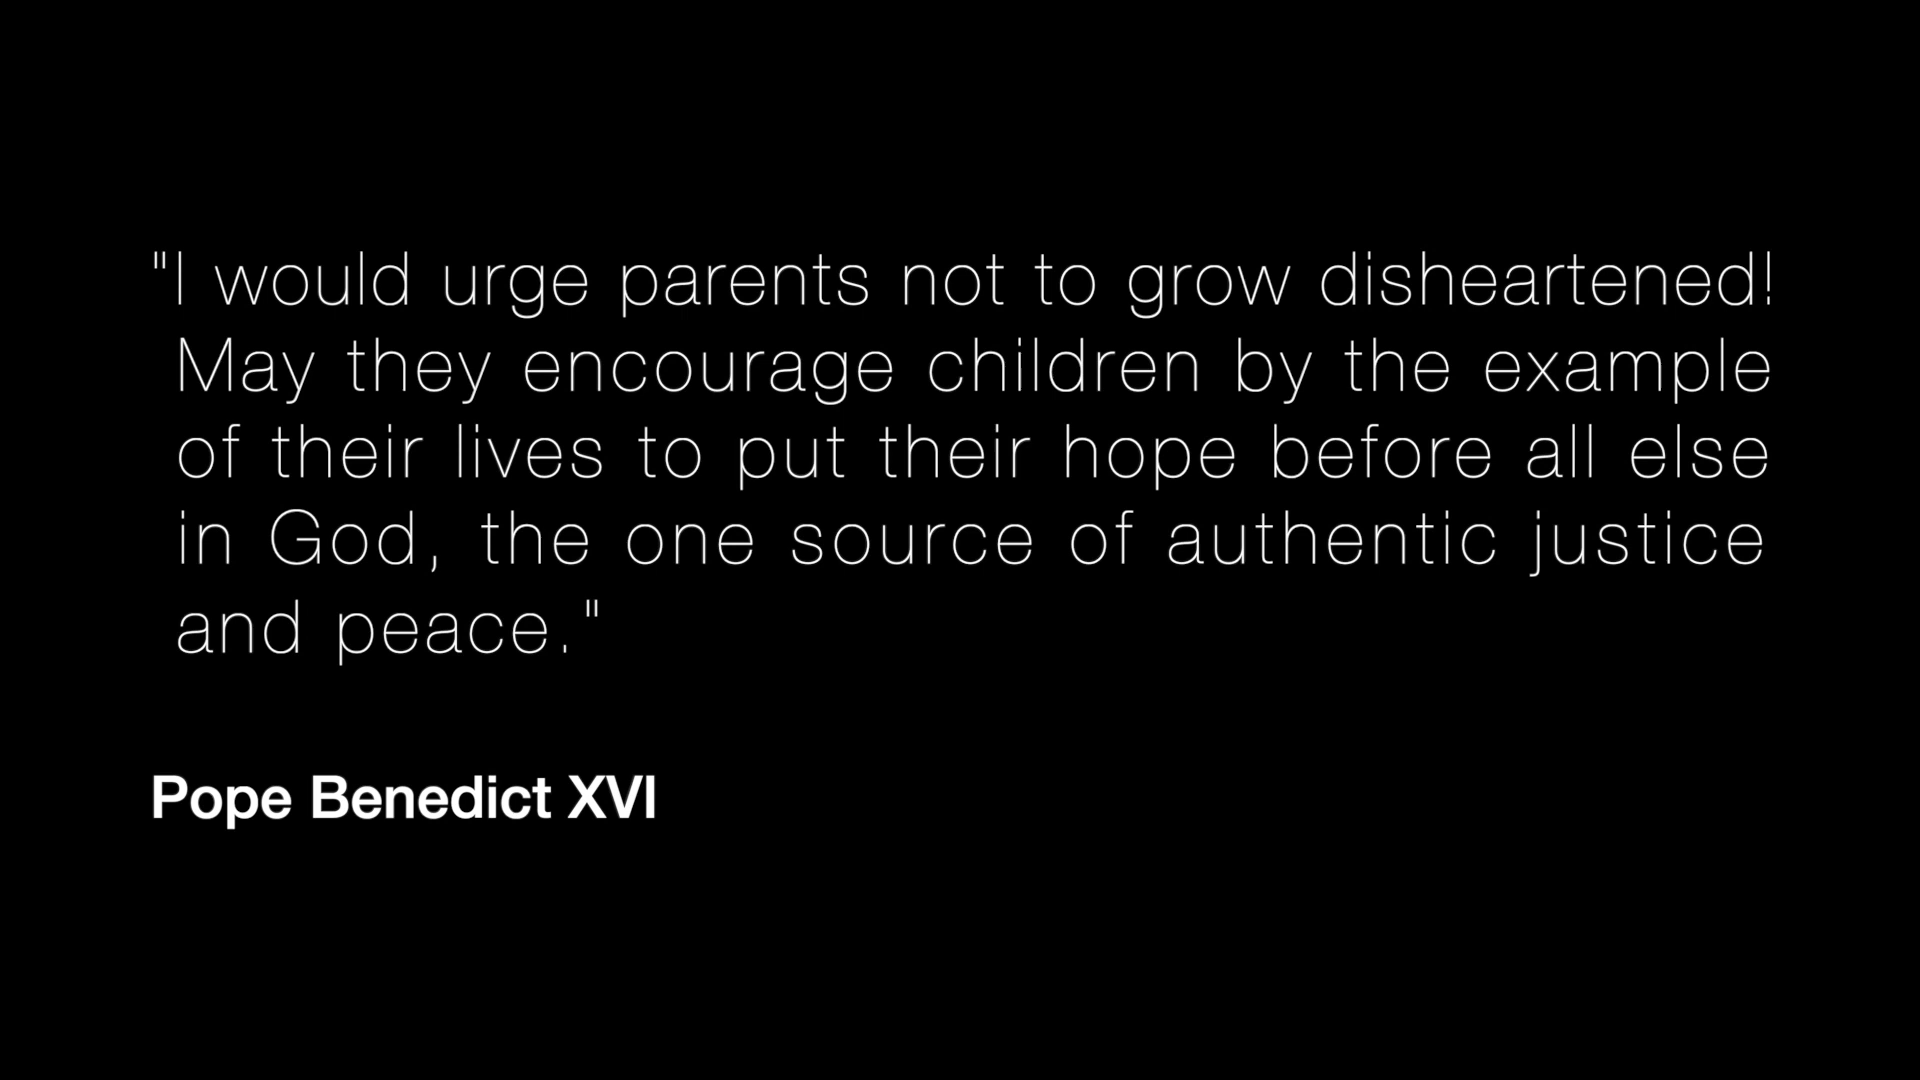 "I would urge parents not to grow disheartened!
May they encourage children by the example
of their lives to put their hope before all else
in God, the one source of authentic justice
and peace."
Pope Benedict XVI